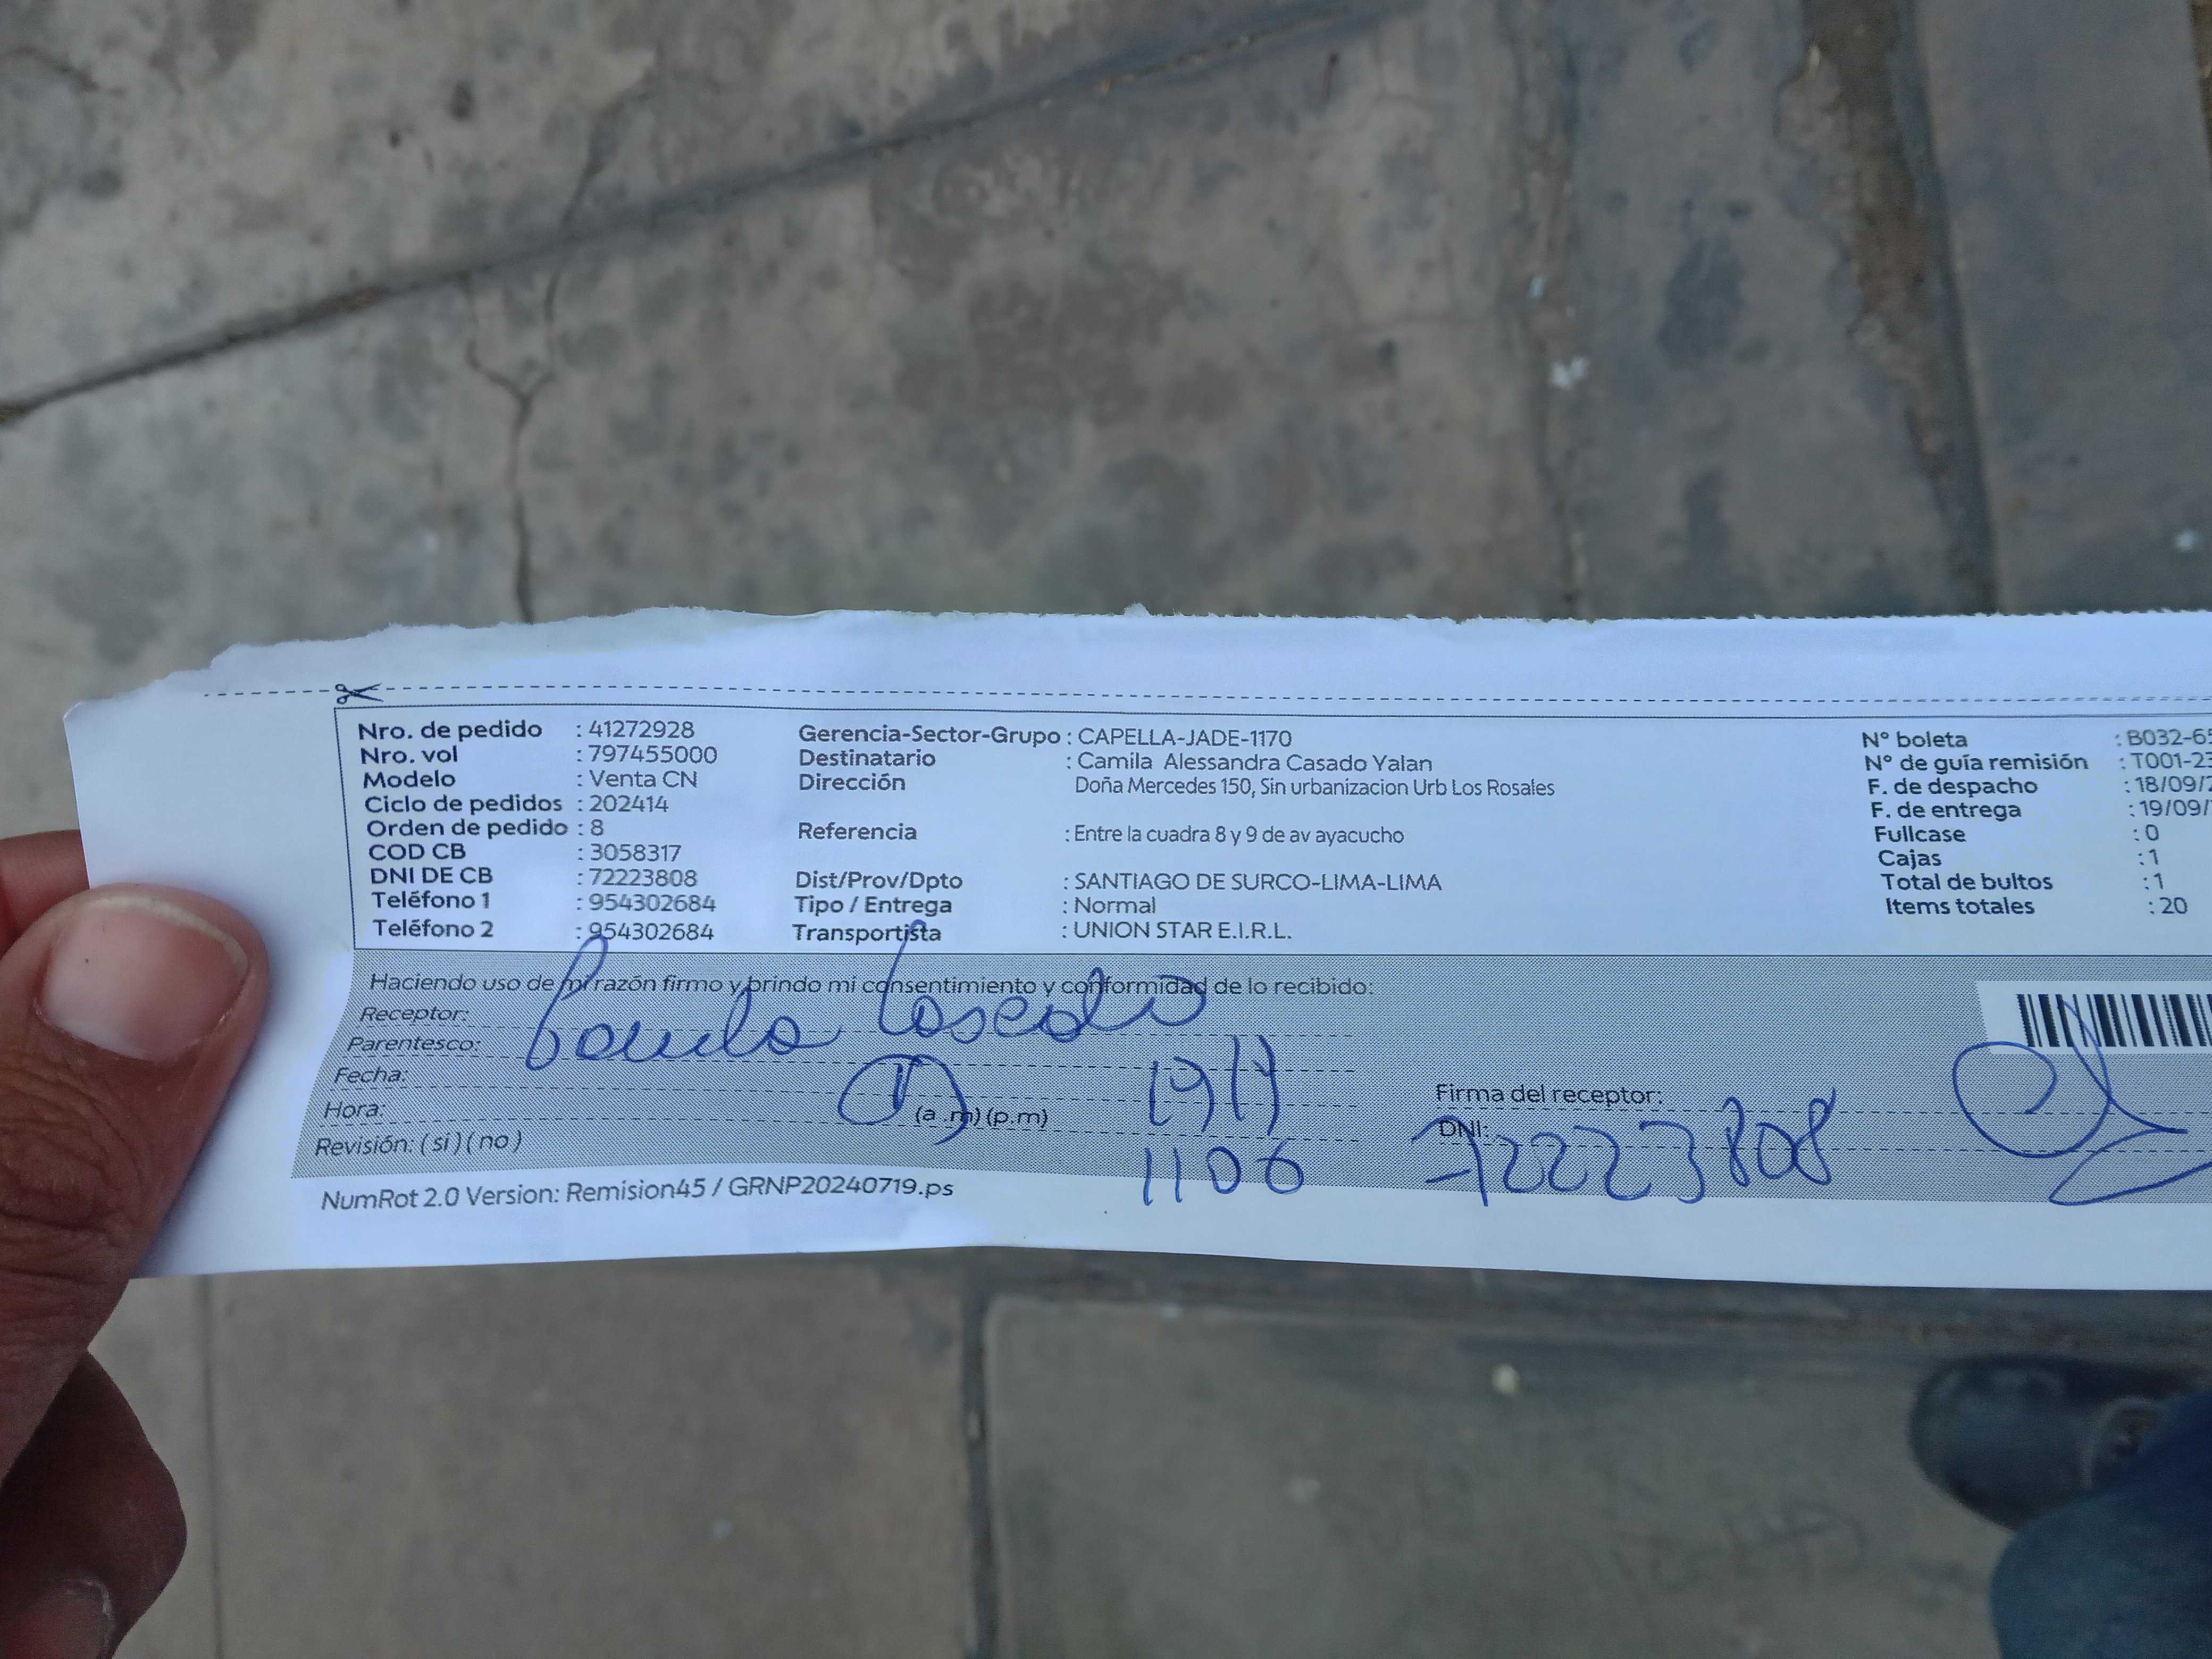 Nro. de pedido : 41272928 Gerencia-Sector-Grupo : CAPELLA-JADE-1170 N° boleta : B032-65
Nro. vol : 797455000 Destinatario : Camila Alessandra Casado Yalan N° de guía remisión : T001-23
Modelo : Venta CN Dirección Doña Mercedes 150, Sin urbanizacion Urb Los Rosales F. de despacho : 18/09/2
Ciclo de pedidos : 202414 F. de entrega : 19/09/
Orden de pedido : 8 Referencia : Entre la cuadra 8 y 9 de av ayacucho Fullcase : 0
COD CB : 3058317 Cajas : 1
DNI DE CB : 72223808 Dist/Prov/Dpto : SANTIAGO DE SURCO-LIMA-LIMA Total de bultos : 1
Teléfono 1 : 954302684 Tipo / Entrega : Normal Items totales : 20
Teléfono 2 : 954302684 Transportista : UNION STAR E.I.R.L.
Haciendo uso de mi razón firmo y brindo mi consentimiento y conformidad de lo recibido:
Receptor:
Parentesco:
Fecha:
Hora: (a .m) (p.m) Firma del receptor:
Revisión: (si) (no) DNI: 72223808
1106
NumRot 2.0 Version: Remision45 / GRNP20240719.ps